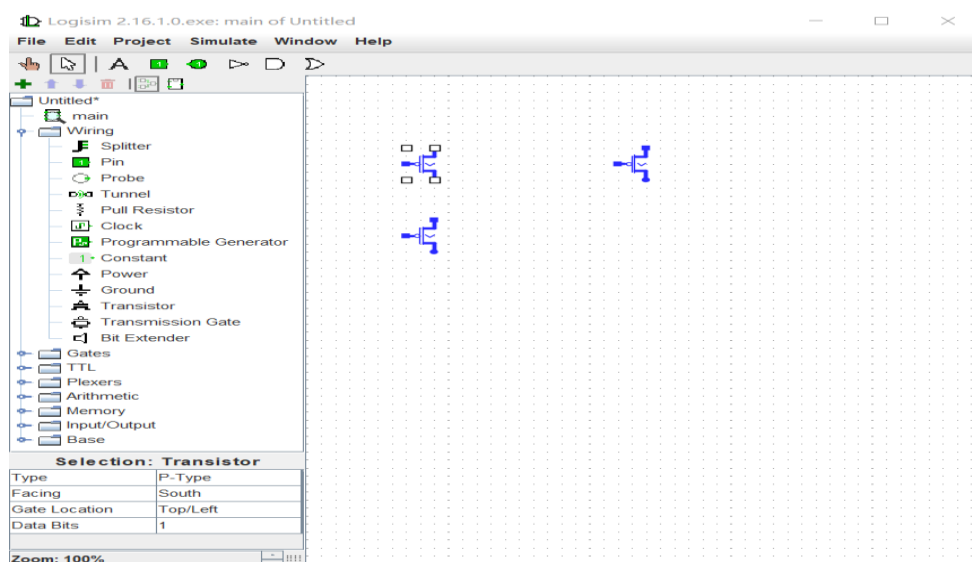 Logisim 2.16.1.0.exe: main of Untitled
File Edit Project Simulate Window Help
Untitled*
main
Wiring
Splitter
Pin
Probe
Tunnel
Pull Resistor
Clock
Programmable Generator
Constant
Power
Ground
Transistor
Transmission Gate
Bit Extender
Gates
TTL
Plexers
Arithmetic
Memory
Input/Output
Base
Selection: Transistor
Type P-Type
Facing South
Gate Location Top/Left
Data Bits 1
Zoom: 100%